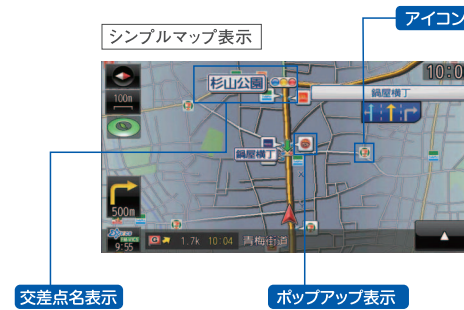 アイコン
シンプルマップ表示
10:0
杉山公園
鍋屋横丁
100m
鍋屋横丁
500m
9:55
G 1.7k 10:04 青梅街道
交差点名表示
ポップアップ表示